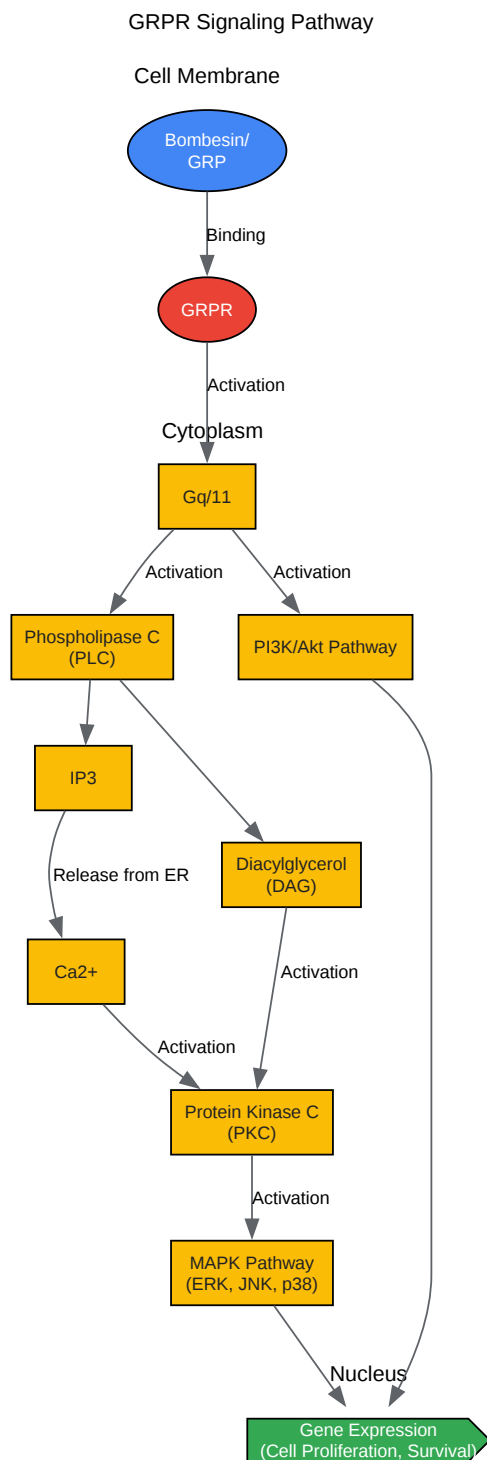 GRPR Signaling Pathway
Cell Membrane
Bombesin/
GRP
Binding
GRPR
Activation
Cytoplasm
Gq/11
Activation
Activation
Phospholipase C
(PLC)
PI3K/Akt Pathway
IP3
Diacylglycerol
(DAG)
Release from ER
Ca2+
Activation
Activation
Protein Kinase C
(PKC)
Activation
MAPK Pathway
(ERK, JNK, p38)
Nucleus
Gene Expression
(Cell Proliferation, Survival)